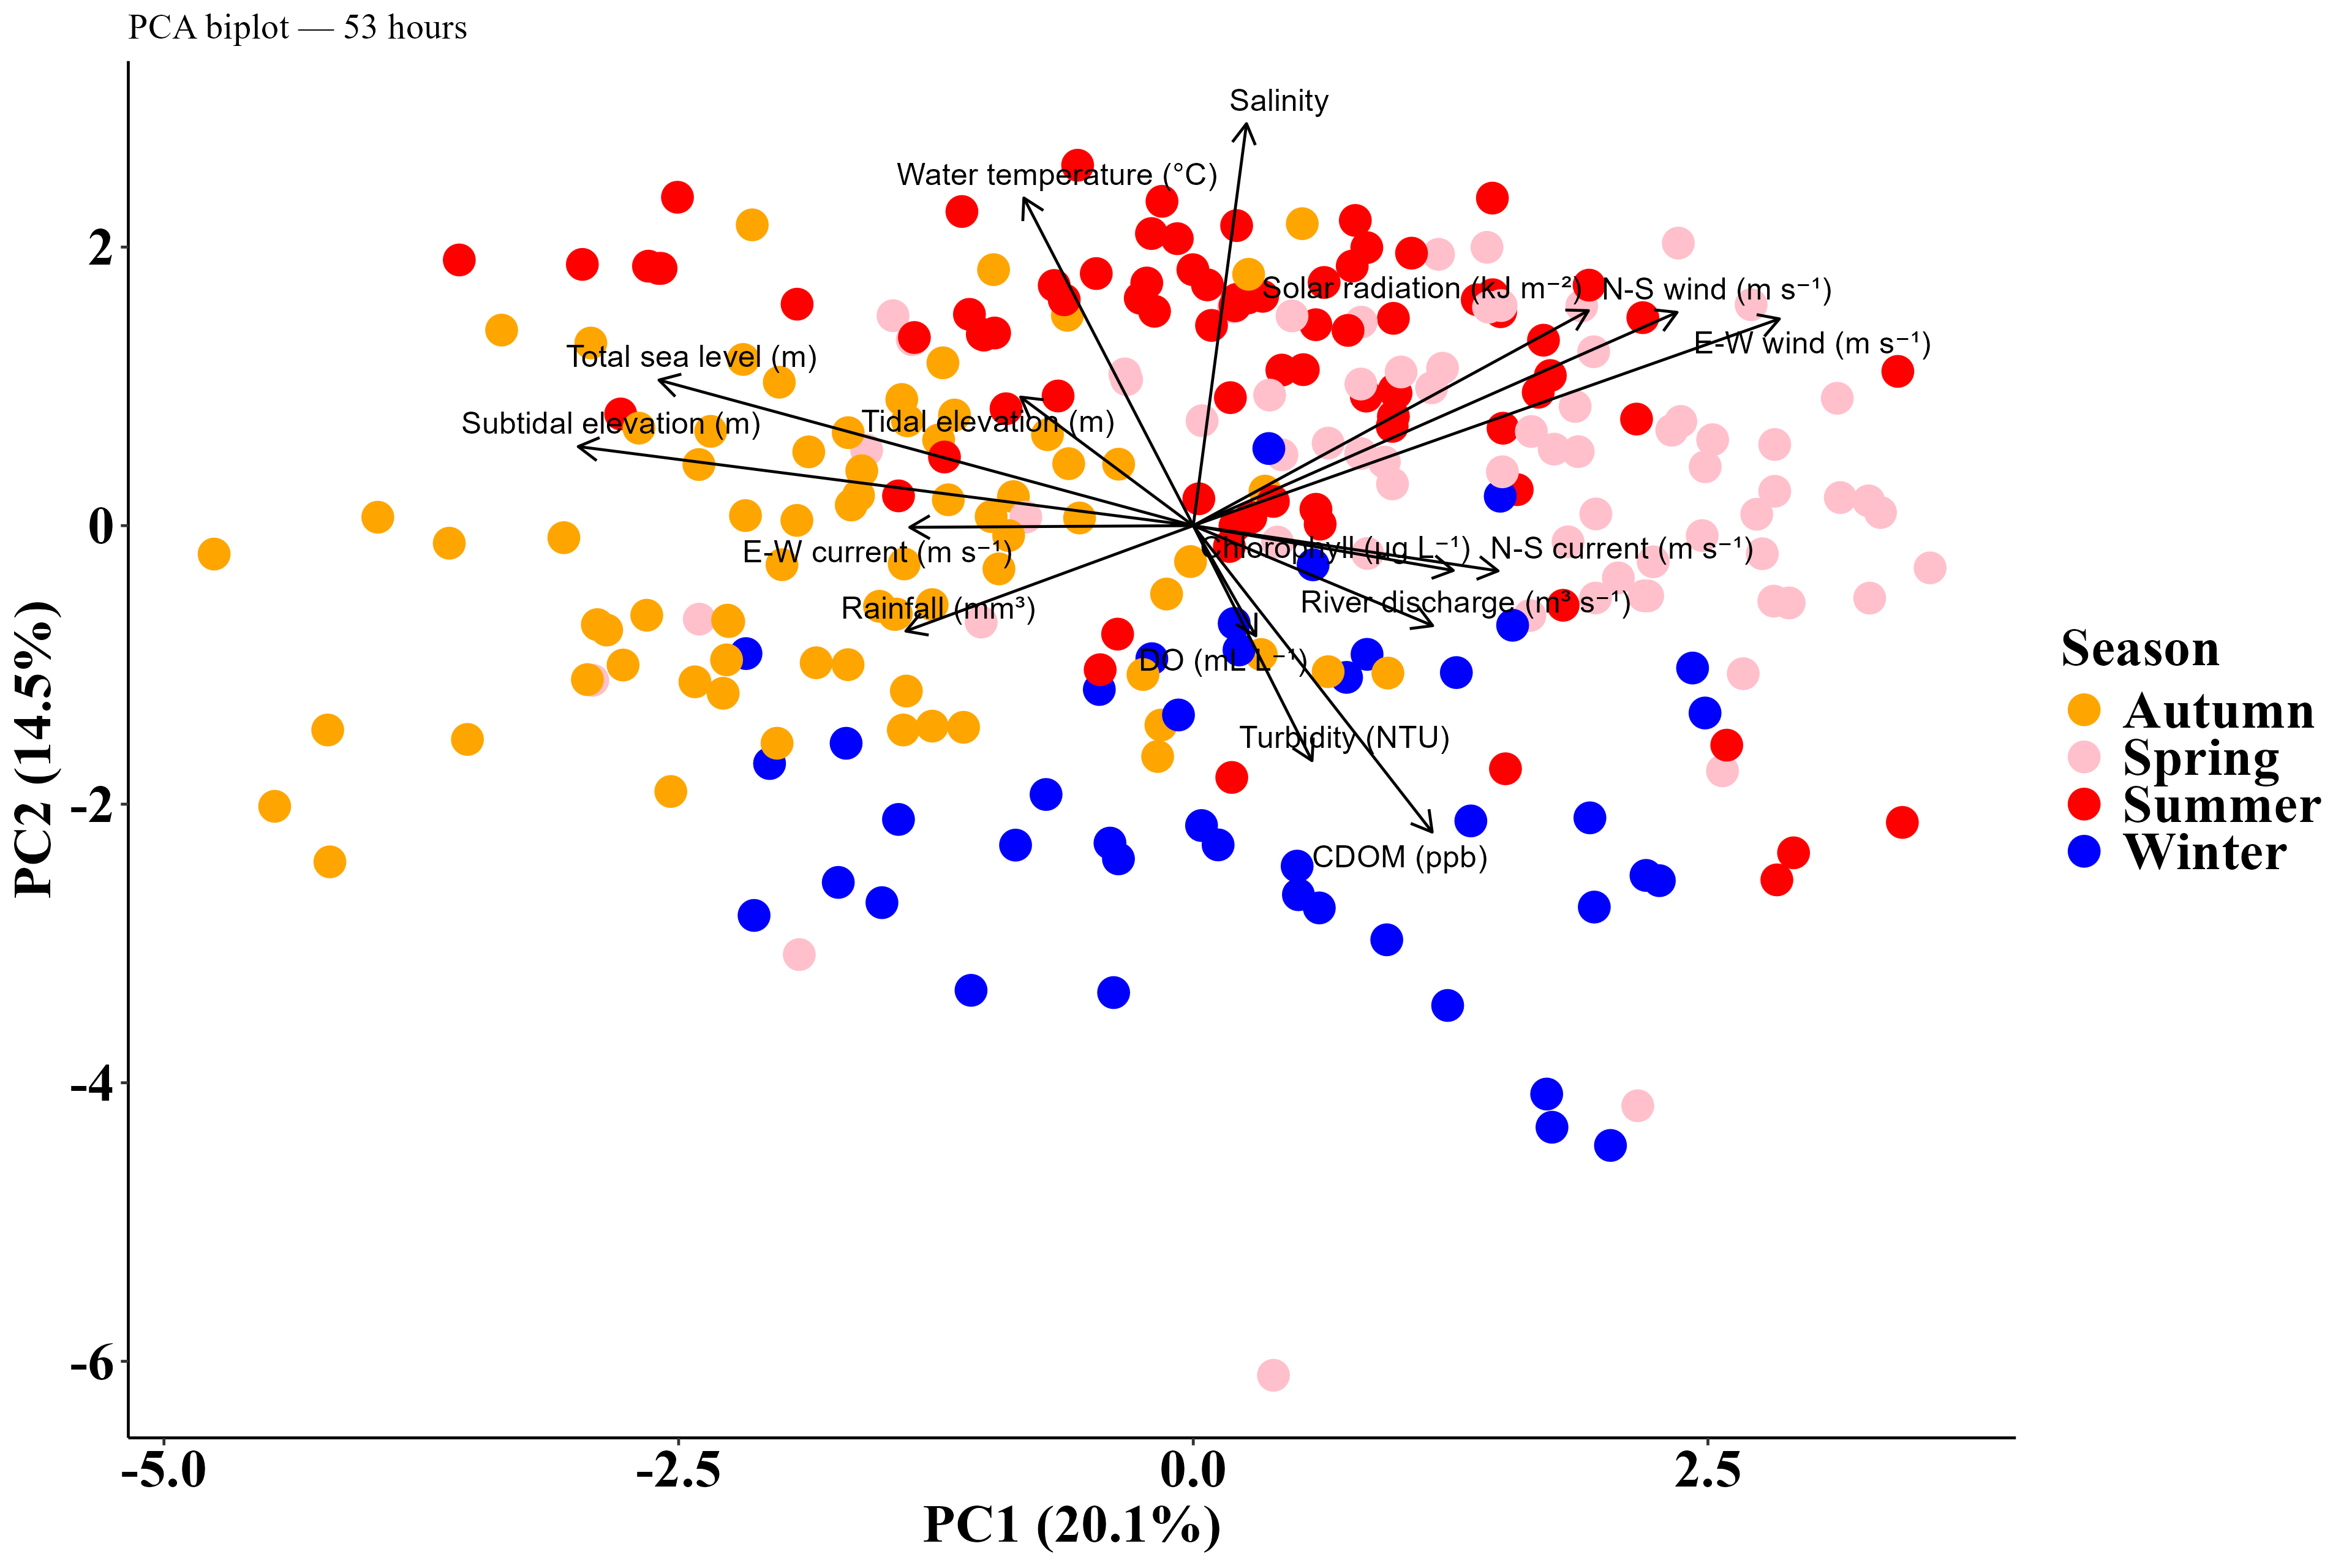 PCA biplot — 53 hours
Salinity
Water temperature (°C)
Solar radiation (kJ m⁻²)
N-S wind (m s⁻¹)
E-W wind (m s⁻¹)
Total sea level (m)
Subtidal elevation (m)
Tidal elevation (m)
E-W current (m s⁻¹)
Chlorophyll (µg L⁻¹)
N-S current (m s⁻¹)
Rainfall (mm³)
River discharge (m³ s⁻¹)
DO (mL L⁻¹)
Turbidity (NTU)
CDOM (ppb)
2
0
-2
-4
-6
PC2 (14.5%)
-5.0
-2.5
0.0
2.5
PC1 (20.1%)
Season
Autumn
Spring
Summer
Winter